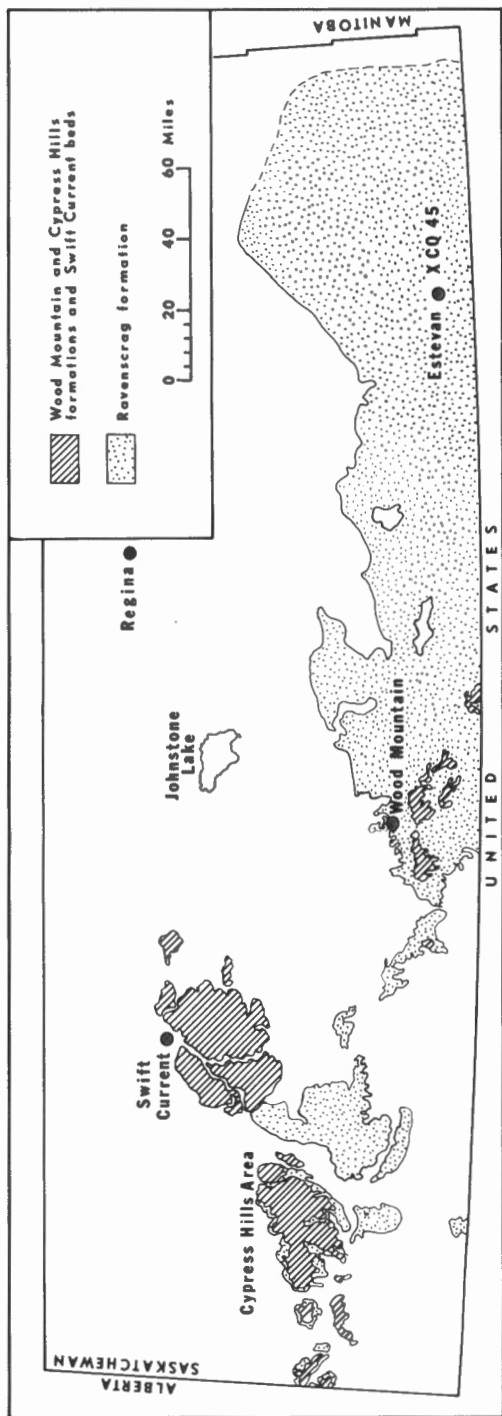 Wood Mountain and Cypress Hills
formations and Swift Current beds
Ravenscrag formation
0 20 40 60 Miles
MANITOBA
ALBERTA
SASKATCHEWAN
Regina
Johnstone
Lake
Swift
Current
Cypress Hills Area
Wood Mountain
Estevan XCQ 45
UNITED STATES